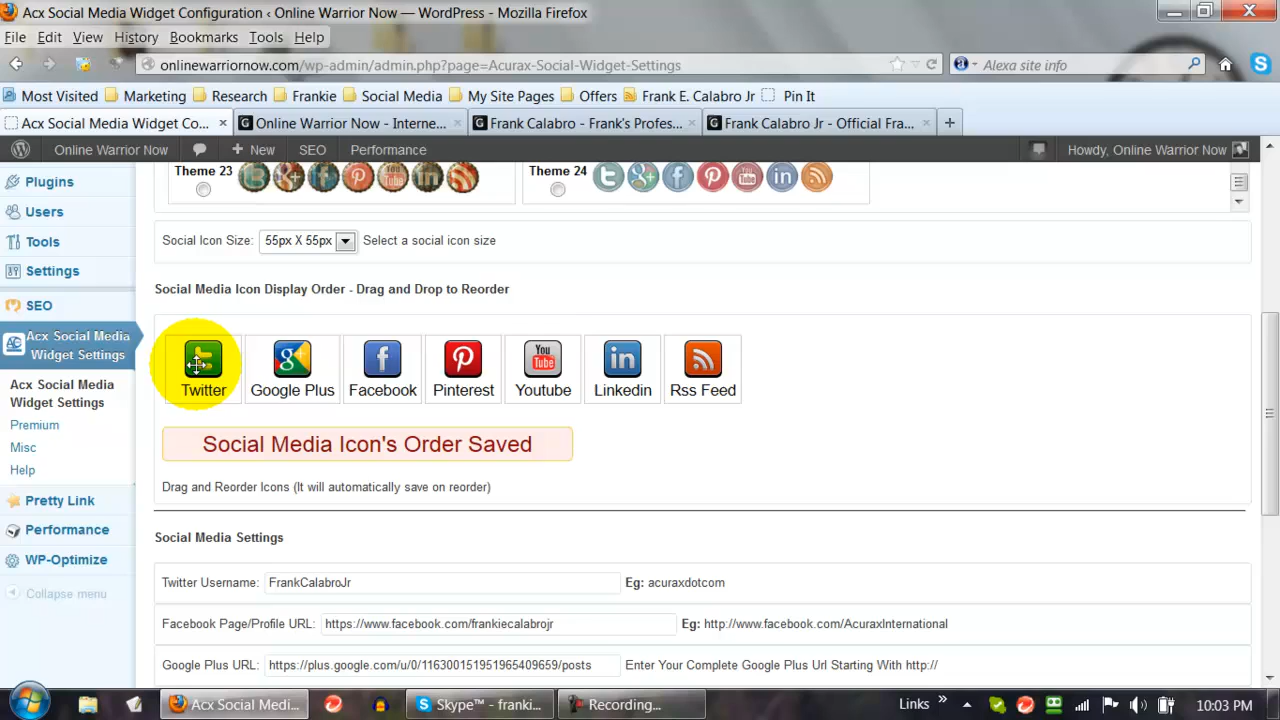 Acx Social Media Widget Configuration ‹ Online Warrior Now — WordPress - Mozilla Firefox
File Edit View History Bookmarks Tools Help
onlinewarriornow.com/wp-admin/admin.php?page=Acurax-Social-Widget-Settings
Alexa site info
Most Visited Marketing Research Frankie Social Media My Site Pages Offers Frank E. Calabro Jr Pin It
Acx Social Media Widget Co... × Online Warrior Now - Interne... × Frank Calabro - Frank's Profes... × Frank Calabro Jr - Official Fra... × +
Online Warrior Now + New SEO Performance Howdy, Online Warrior Now
Plugins
Users
Tools
Settings
SEO
Acx Social Media
Widget Settings
Acx Social Media
Widget Settings
Premium
Misc
Help
Pretty Link
Performance
WP-Optimize
Collapse menu
Theme 23 Theme 24
Social Icon Size: 55px X 55px Select a social icon size
Social Media Icon Display Order - Drag and Drop to Reorder
Twitter Google Plus Facebook Pinterest Youtube Linkedin Rss Feed
Social Media Icon's Order Saved
Drag and Reorder Icons (It will automatically save on reorder)
Social Media Settings
Twitter Username: FrankCalabroJr Eg: acuraxdotcom
Facebook Page/Profile URL: https://www.facebook.com/frankiecalabrojr Eg: http://www.facebook.com/AcuraxInternational
Google Plus URL: https://plus.google.com/u/0/116300151951965409659/posts Enter Your Complete Google Plus Url Starting With http://
Acx Social Medi... Skype™ - franki... Recording... Links » 10:03 PM